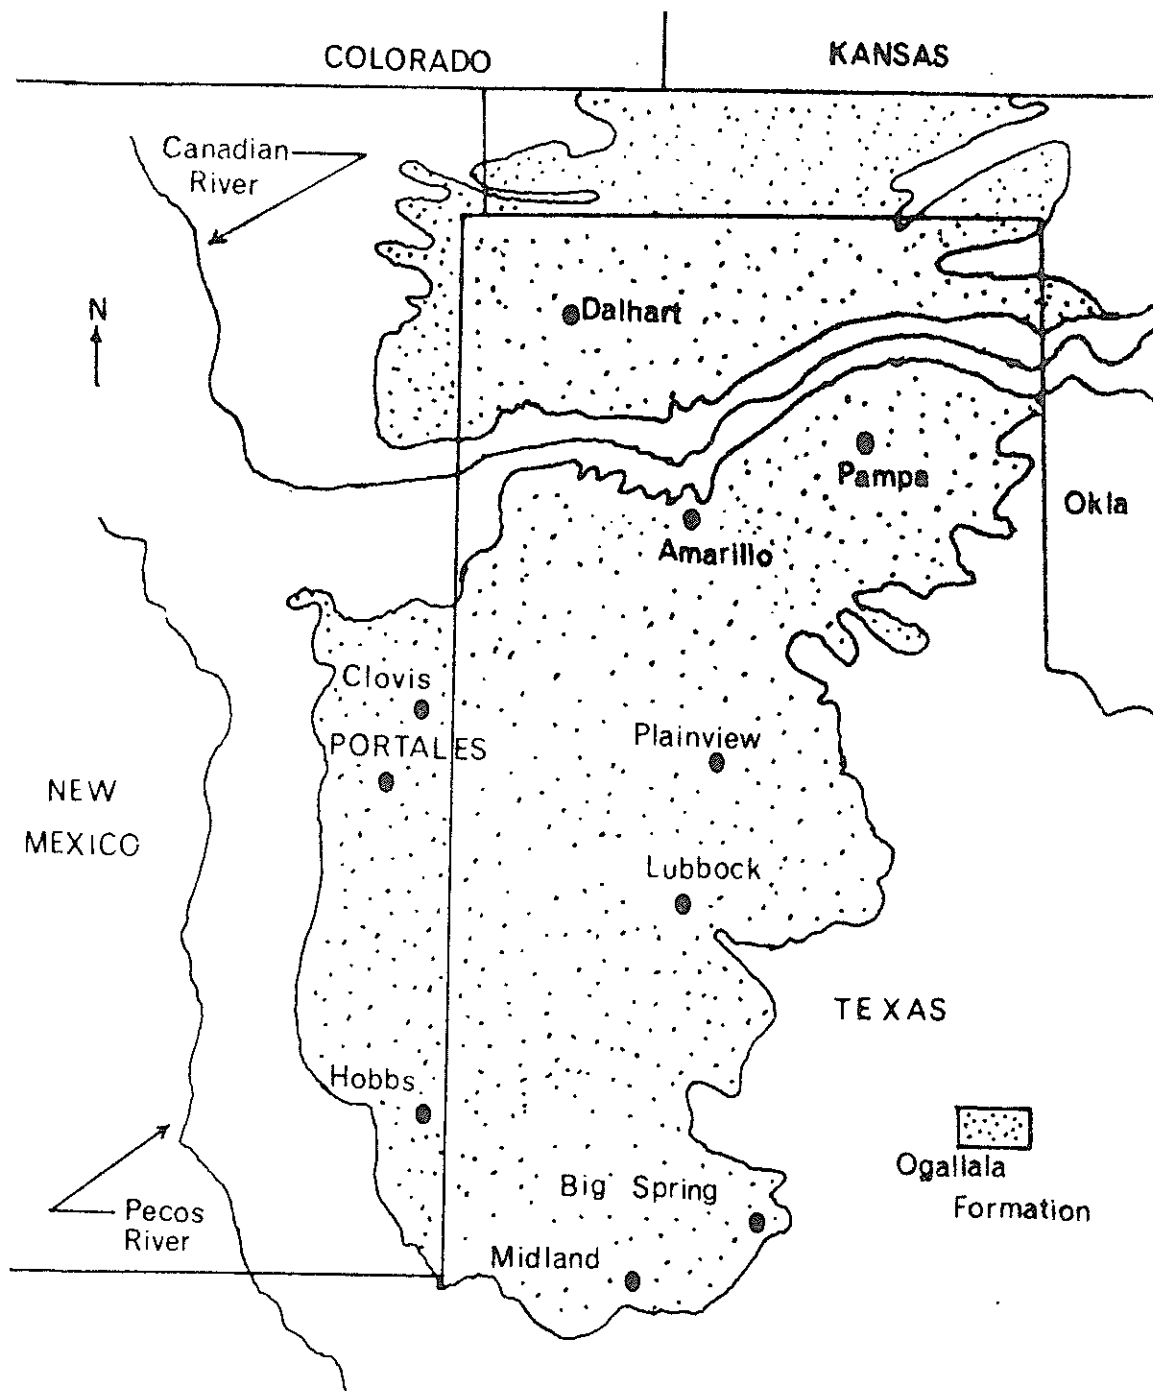 COLORADO
KANSAS
Canadian
River
N
Dalhart
Pampa
Okla
Amarillo
Clovis
PORTALES
Plainview
NEW
MEXICO
Lubbock
TEXAS
Hobbs
Ogallala
Formation
Big Spring
Pecos
River
Midland